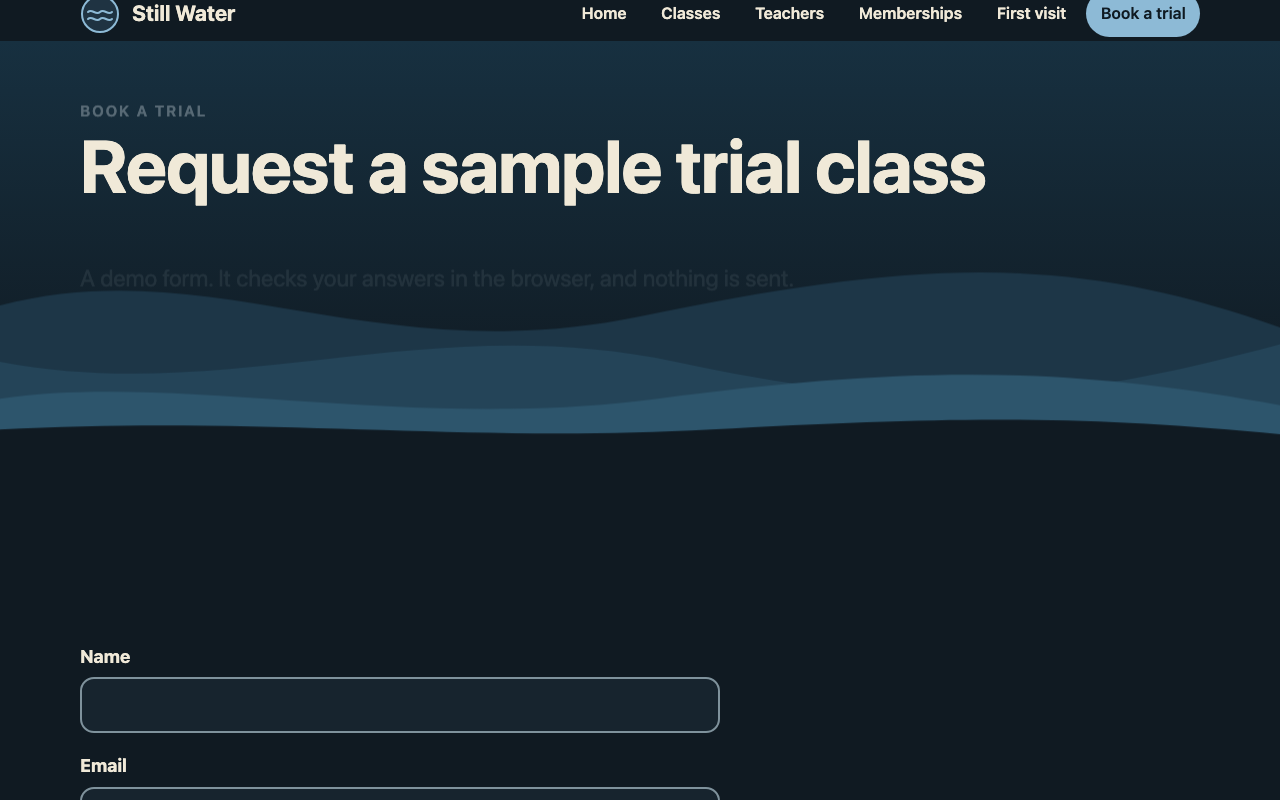 Still Water
Home
Classes
Teachers
Memberships
First visit
Book a trial
BOOK A TRIAL
Request a sample trial class
A demo form. It checks your answers in the browser, and nothing is sent.
Name
Email